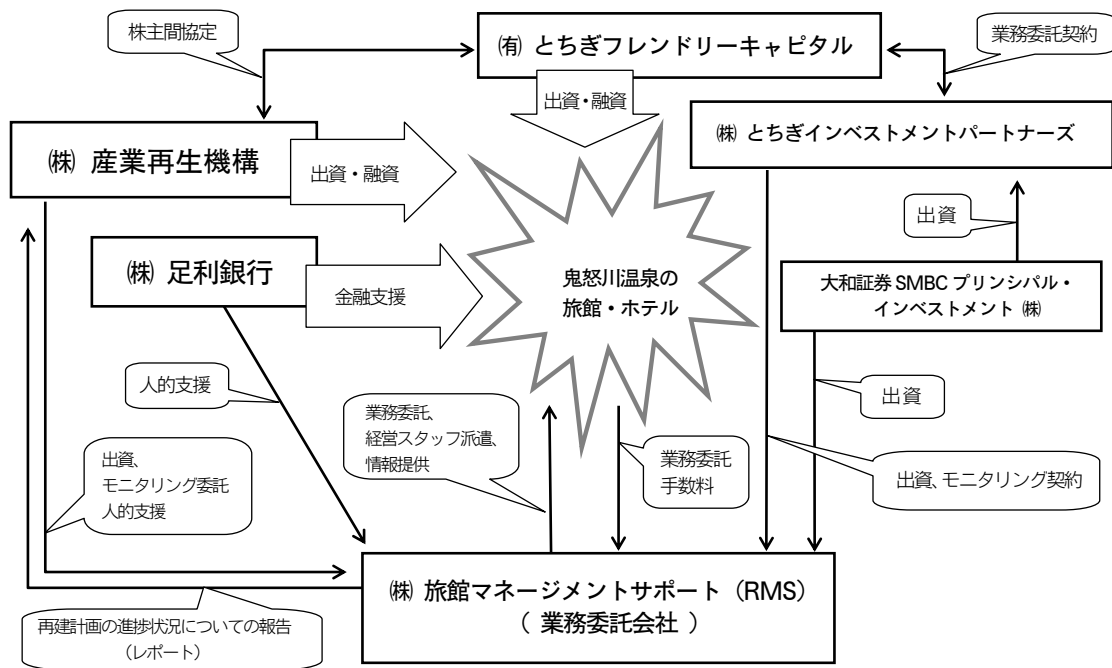 株主間協定
㈲ とちぎフレンドリーキャピタル
業務委託契約
出資・融資
㈱ とちぎインベストメントパートナーズ
㈱ 産業再生機構
出資・融資
出資
㈱ 足利銀行
金融支援
鬼怒川温泉の
旅館・ホテル
大和証券 SMBC プリンシパル・
インベストメント ㈱
人的支援
出資
業務委託、
経営スタッフ派遣、
情報提供
業務委託
手数料
出資、
モニタリング委託
人的支援
出資、モニタリング契約
㈱ 旅館マネージメントサポート（RMS）
（ 業務委託会社 ）
再建計画の進捗状況についての報告
（レポート）